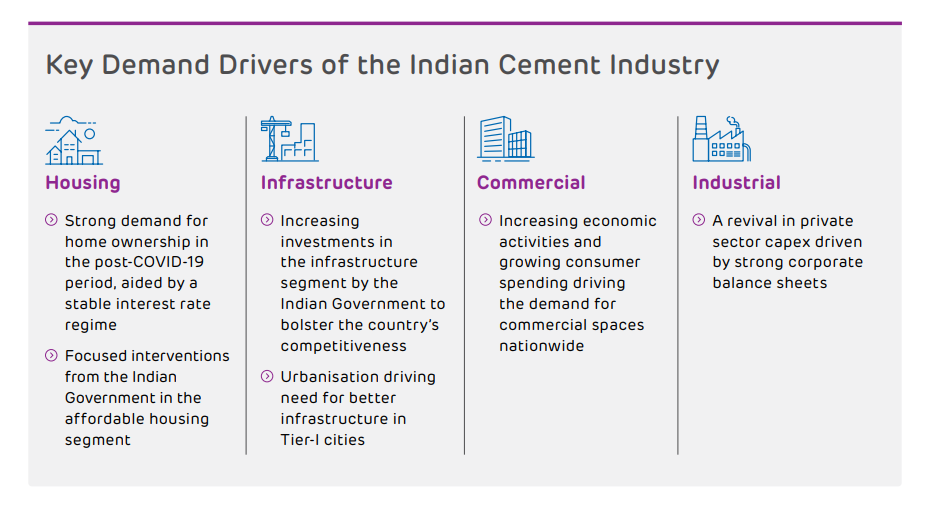 Key Demand Drivers of the Indian Cement Industry
Housing
Strong demand for
home ownership in
the post-COVID-19
period, aided by a
stable interest rate
regime
Focused interventions
from the Indian
Government in the
affordable housing
segment
Infrastructure
Increasing
investments in
the infrastructure
segment by the
Indian Government to
bolster the country’s
competitiveness
Urbanisation driving
need for better
infrastructure in
Tier-I cities
Commercial
Increasing economic
activities and
growing consumer
spending driving
the demand for
commercial spaces
nationwide
Industrial
A revival in private
sector capex driven
by strong corporate
balance sheets